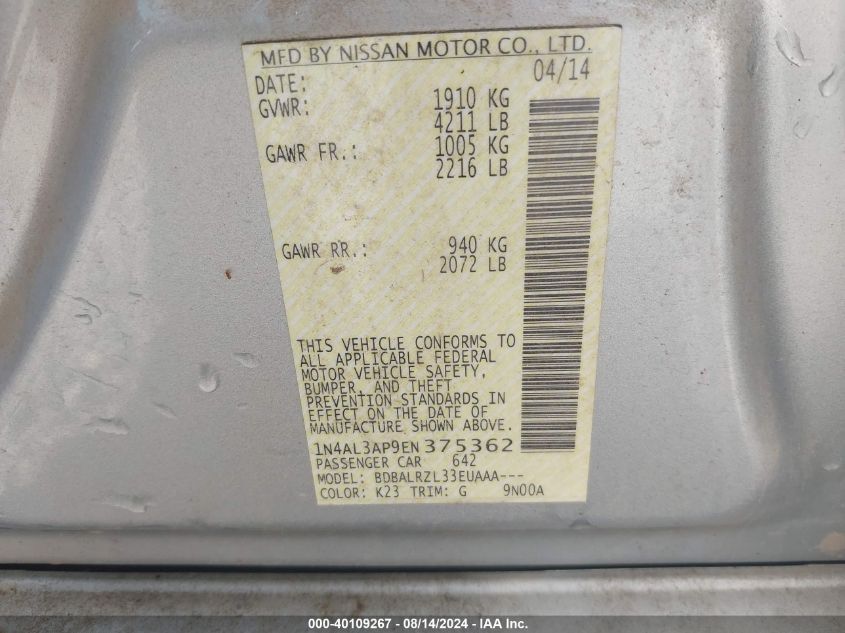 MFD BY NISSAN MOTOR CO., LTD.
DATE: 04/14
GVWR: 1910 KG
4211 LB
GAWR FR.: 1005 KG
2216 LB
GAWR RR.: 940 KG
2072 LB
THIS VEHICLE CONFORMS TO
ALL APPLICABLE FEDERAL
MOTOR VEHICLE SAFETY,
BUMPER, AND THEFT
PREVENTION STANDARDS IN
EFFECT ON THE DATE OF
MANUFACTURE SHOWN ABOVE.
1N4AL3AP9EN375362
PASSENGER CAR 642
MODEL: BDBALRZL33EUAAA---
COLOR: K23 TRIM: G 9N00A
000-40109267 - 08/14/2024 - IAA Inc.